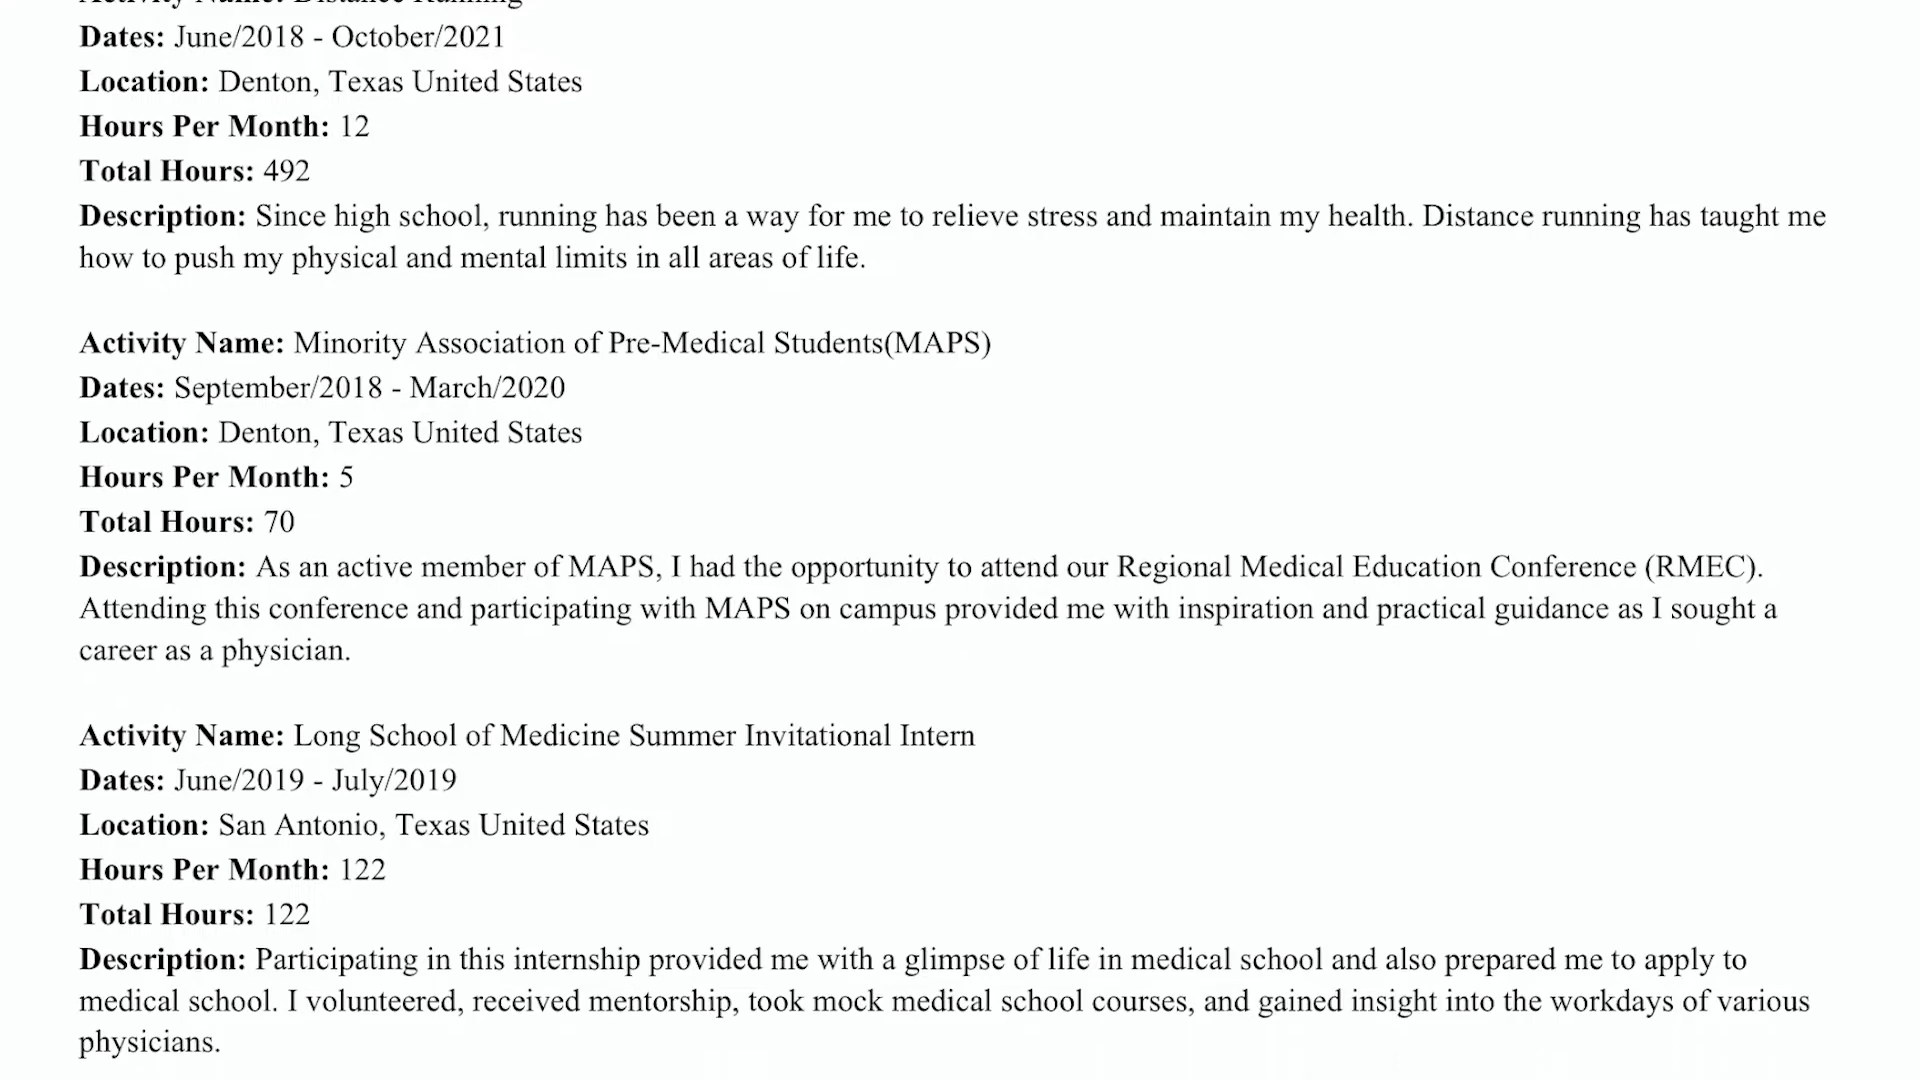 Activity Name: Distance Running
Dates: June/2018 - October/2021
Location: Denton, Texas United States
Hours Per Month: 12
Total Hours: 492
Description: Since high school, running has been a way for me to relieve stress and maintain my health. Distance running has taught me
how to push my physical and mental limits in all areas of life.
Activity Name: Minority Association of Pre-Medical Students(MAPS)
Dates: September/2018 - March/2020
Location: Denton, Texas United States
Hours Per Month: 5
Total Hours: 70
Description: As an active member of MAPS, I had the opportunity to attend our Regional Medical Education Conference (RMEC).
Attending this conference and participating with MAPS on campus provided me with inspiration and practical guidance as I sought a
career as a physician.
Activity Name: Long School of Medicine Summer Invitational Intern
Dates: June/2019 - July/2019
Location: San Antonio, Texas United States
Hours Per Month: 122
Total Hours: 122
Description: Participating in this internship provided me with a glimpse of life in medical school and also prepared me to apply to
medical school. I volunteered, received mentorship, took mock medical school courses, and gained insight into the workdays of various
physicians.